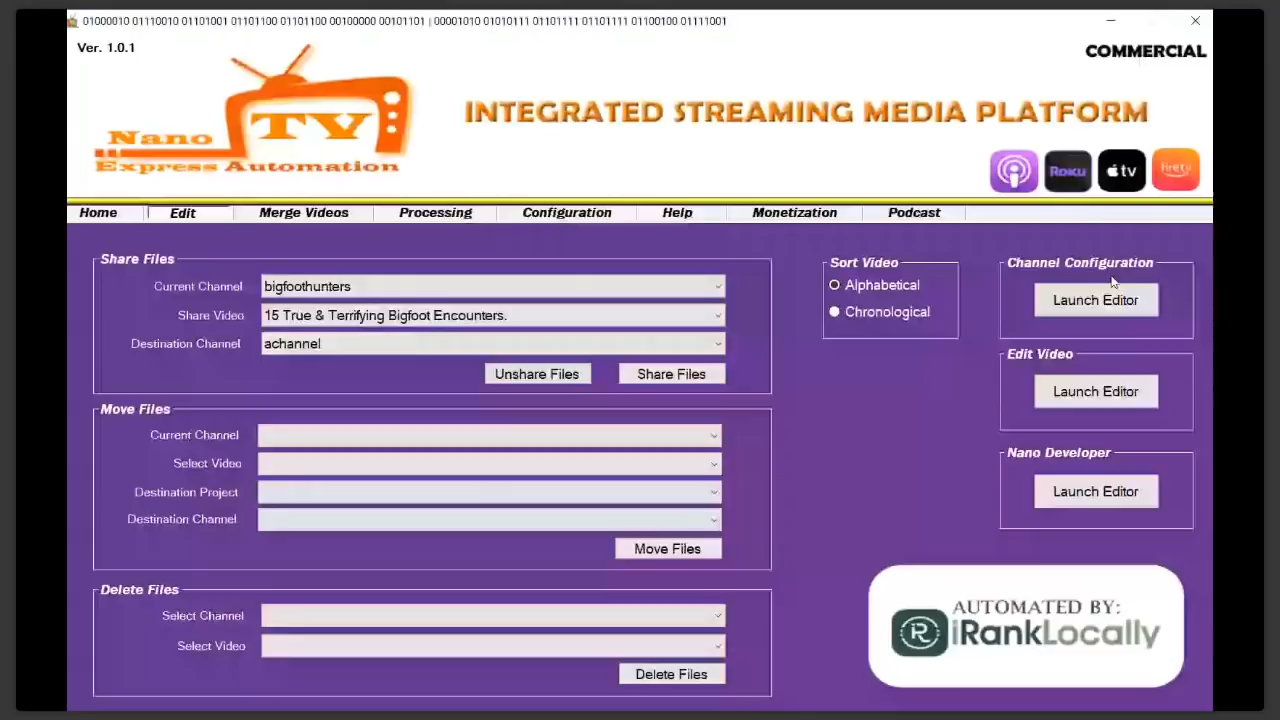 01000010 01110010 01101001 01101100 01101100 00100000 00101101 | 00001010 01010111 01101111 01101111 01100100 01111001
Ver. 1.0.1
COMMERCIAL
Nano TV
Express Automation
INTEGRATED STREAMING MEDIA PLATFORM
Roku
tv
firetv
Home Edit Merge Videos Processing Configuration Help Monetization Podcast
Share Files
Current Channel bigfoothunters
Share Video 15 True & Terrifying Bigfoot Encounters.
Destination Channel achannel
Unshare Files Share Files
Move Files
Current Channel
Select Video
Destination Project
Destination Channel
Move Files
Delete Files
Select Channel
Select Video
Delete Files
Sort Video
Alphabetical
Chronological
Channel Configuration
Launch Editor
Edit Video
Launch Editor
Nano Developer
Launch Editor
AUTOMATED BY:
iRankLocally